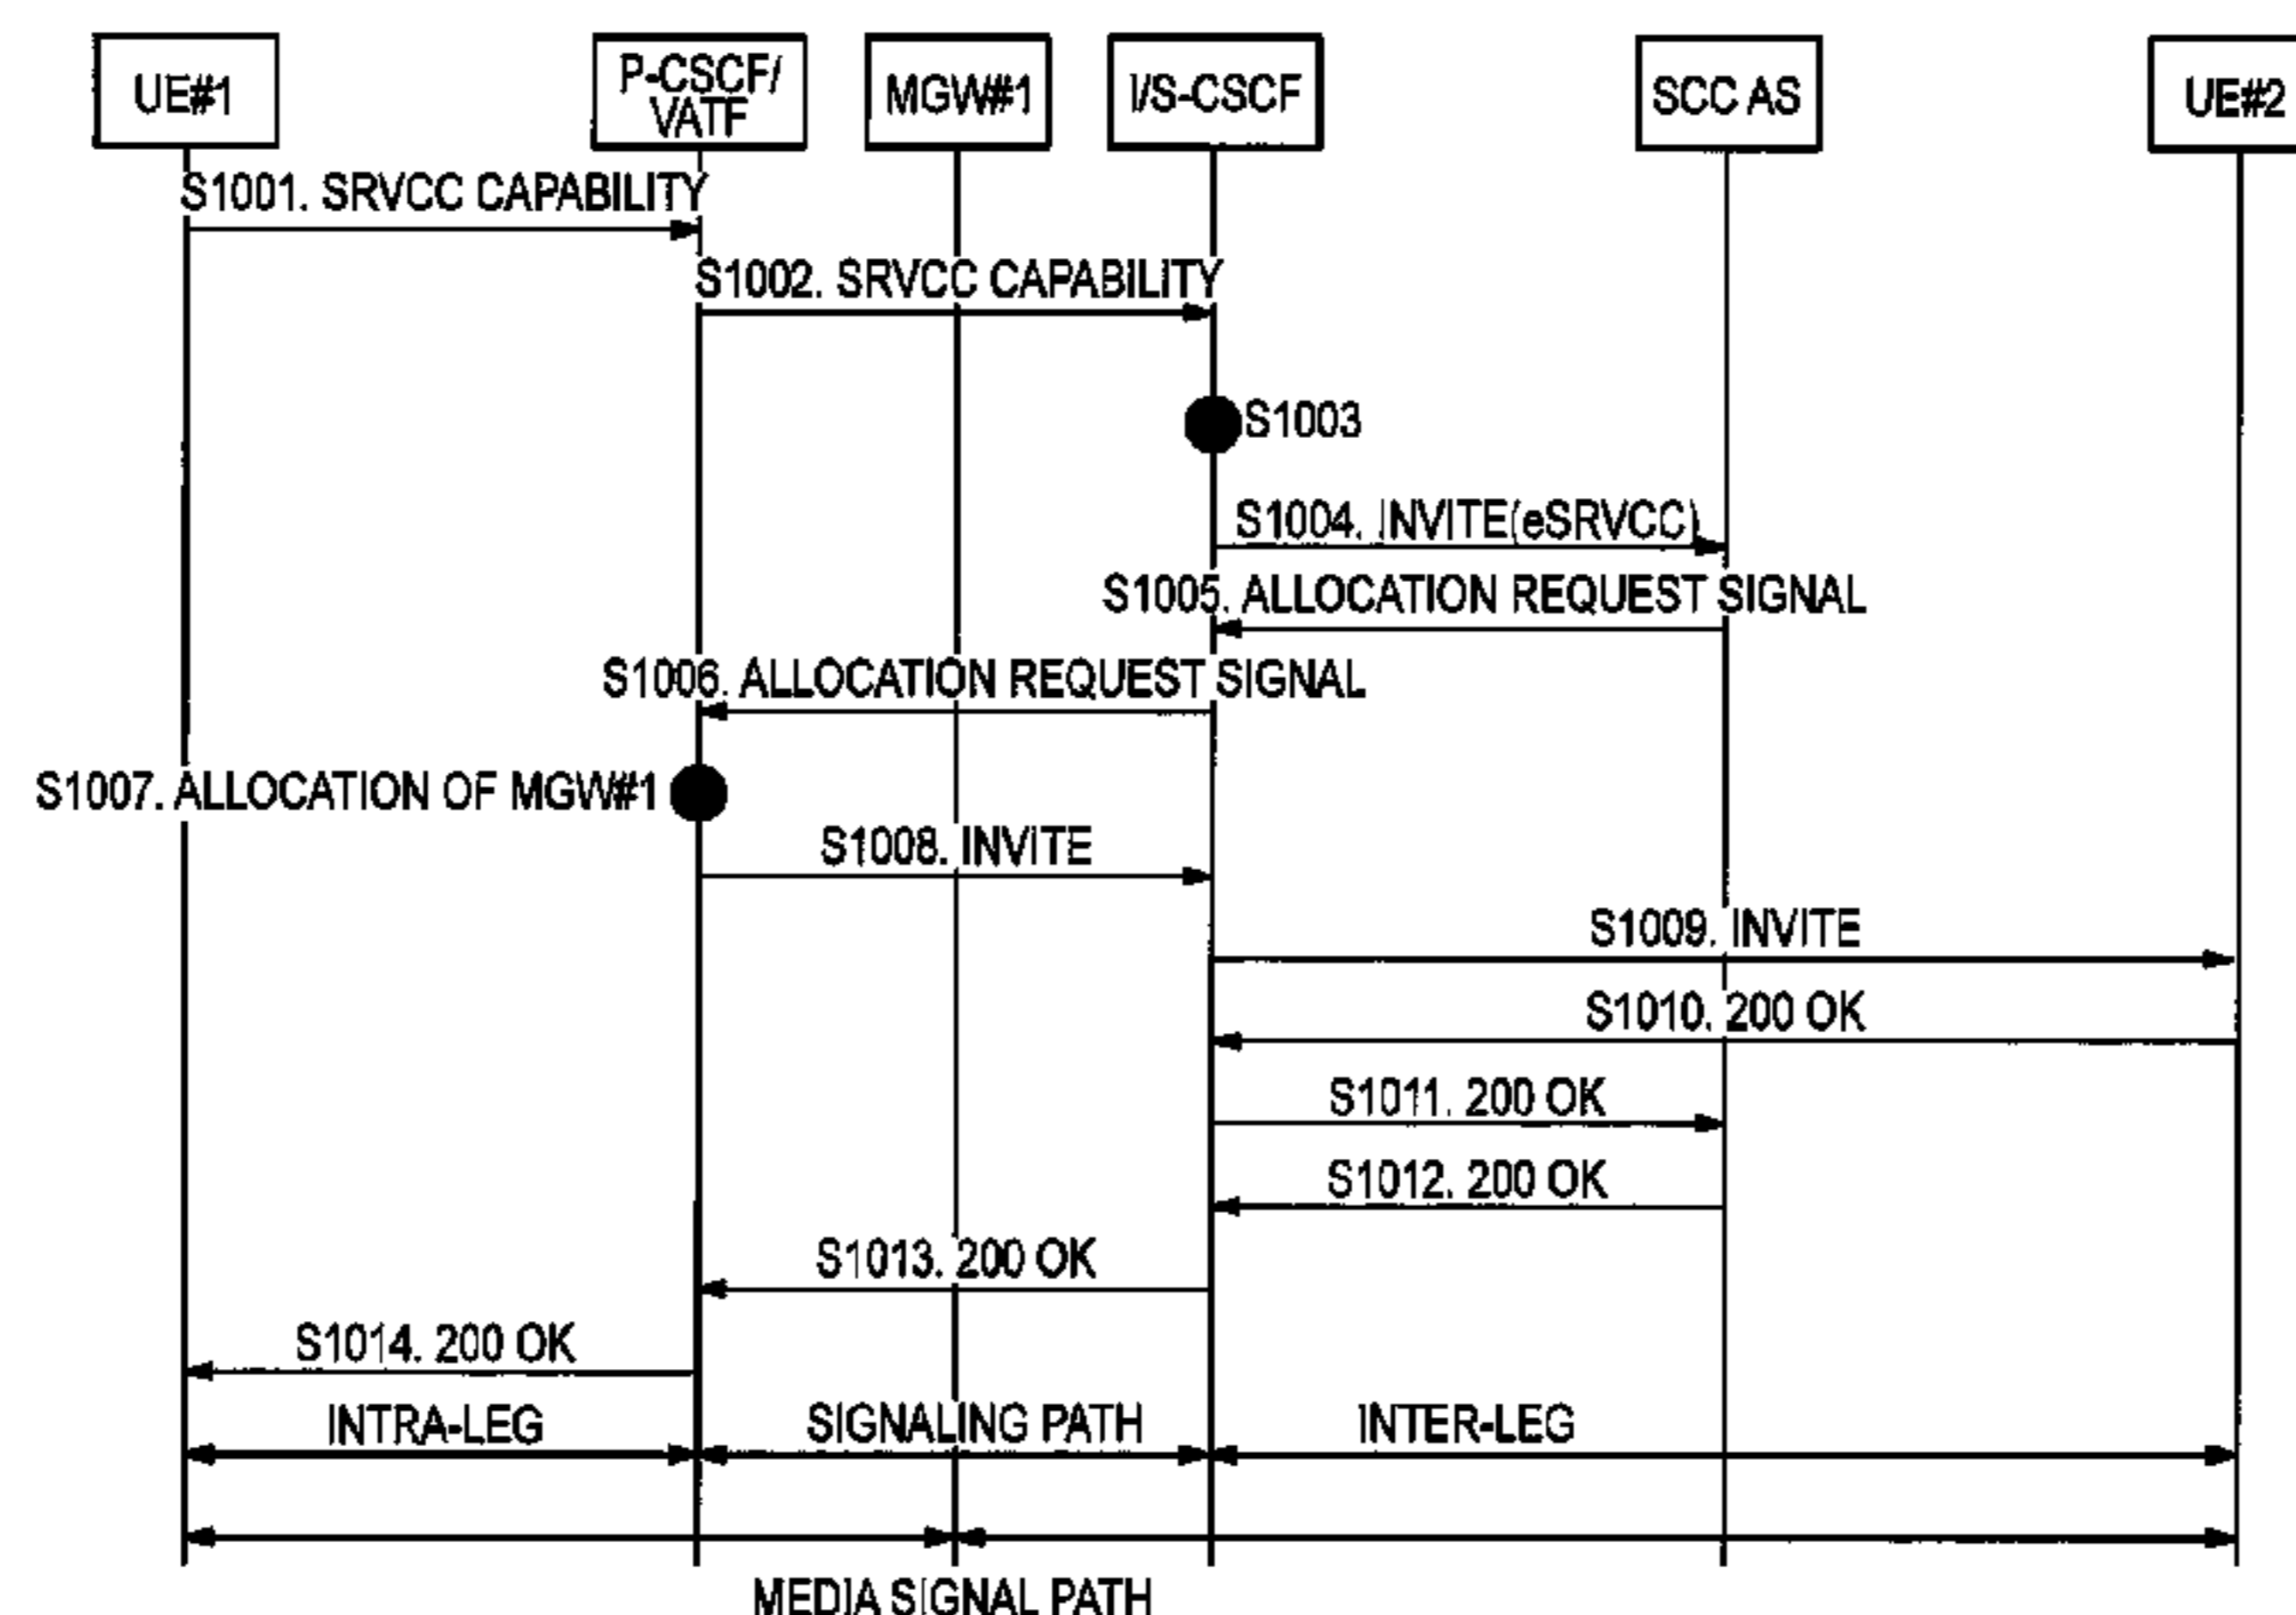 UE#1
P-CSCF/
VATF
MGW#1
I/S-CSCF
SCC AS
UE#2
S1001. SRVCC CAPABILITY
S1002. SRVCC CAPABILITY
S1003
S1004. INVITE(eSRVCC)
S1005. ALLOCATION REQUEST SIGNAL
S1006. ALLOCATION REQUEST SIGNAL
S1007. ALLOCATION OF MGW#1
S1008. INVITE
S1009. INVITE
S1010. 200 OK
S1011. 200 OK
S1012. 200 OK
S1013. 200 OK
S1014. 200 OK
INTRA-LEG
SIGNALING PATH
INTER-LEG
MEDIA SIGNAL PATH